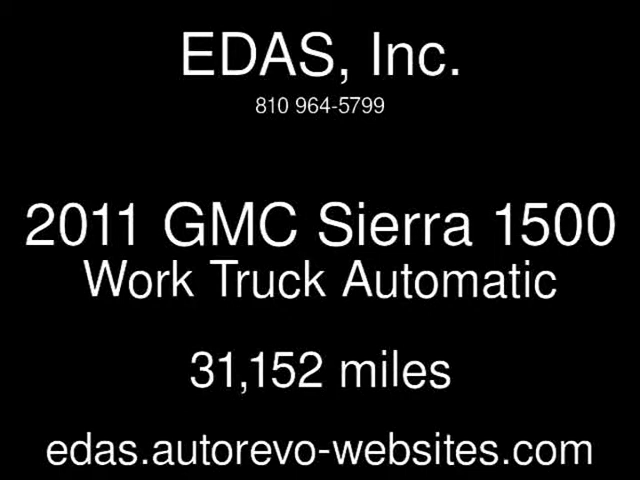 EDAS, Inc.
810 964-5799
2011 GMC Sierra 1500
Work Truck Automatic
31,152 miles
edas.autorevo-websites.com